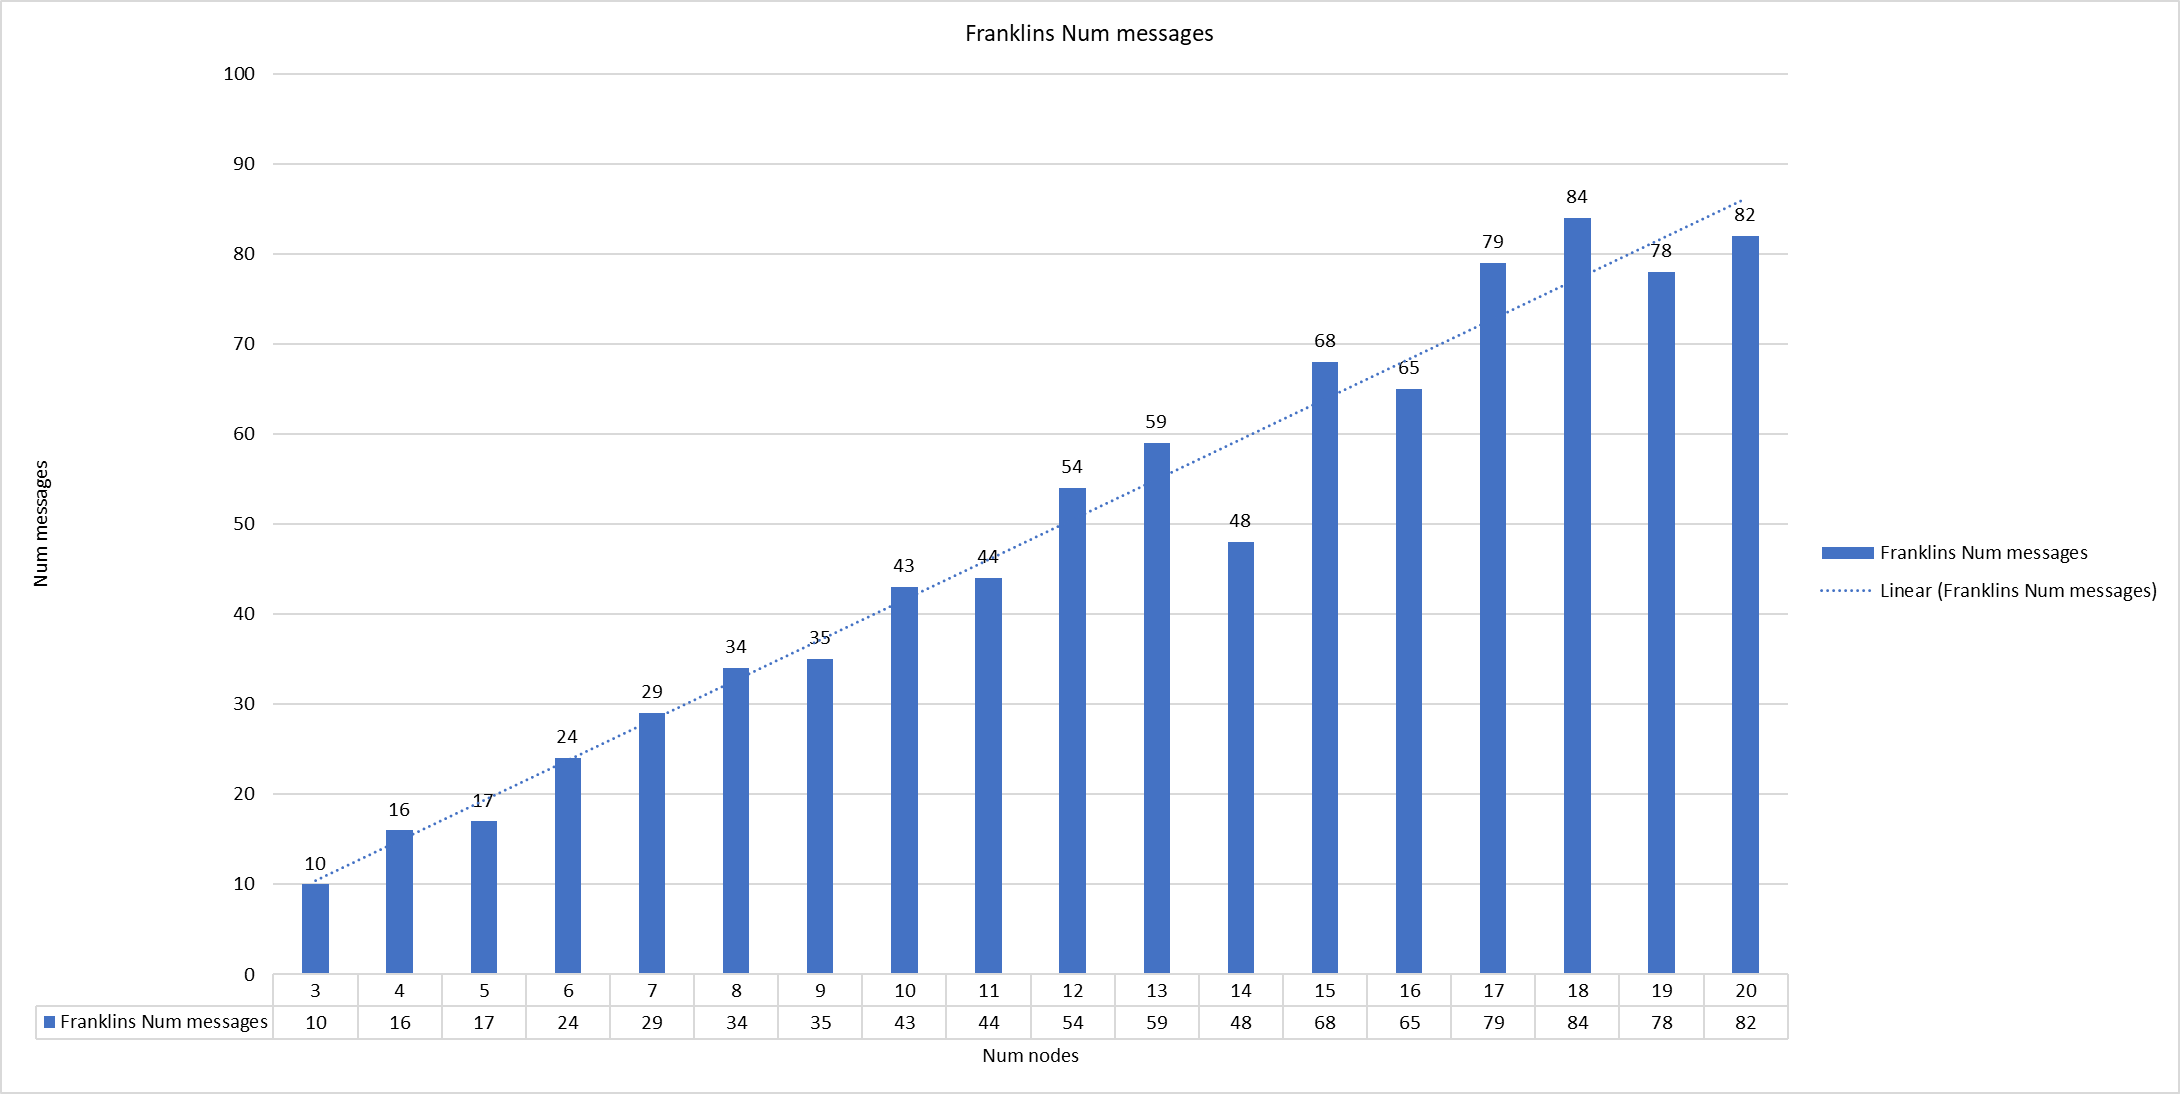 Franklins Num messages
100
90
80
70
60
50
40
30
20
10
0
Num messages
10 16 17 24 29 34 35 43 44 54 59 48 68 65 79 84 78 82
Franklins Num messages
Linear (Franklins Num messages)
3 4 5 6 7 8 9 10 11 12 13 14 15 16 17 18 19 20
Franklins Num messages 10 16 17 24 29 34 35 43 44 54 59 48 68 65 79 84 78 82
Num nodes